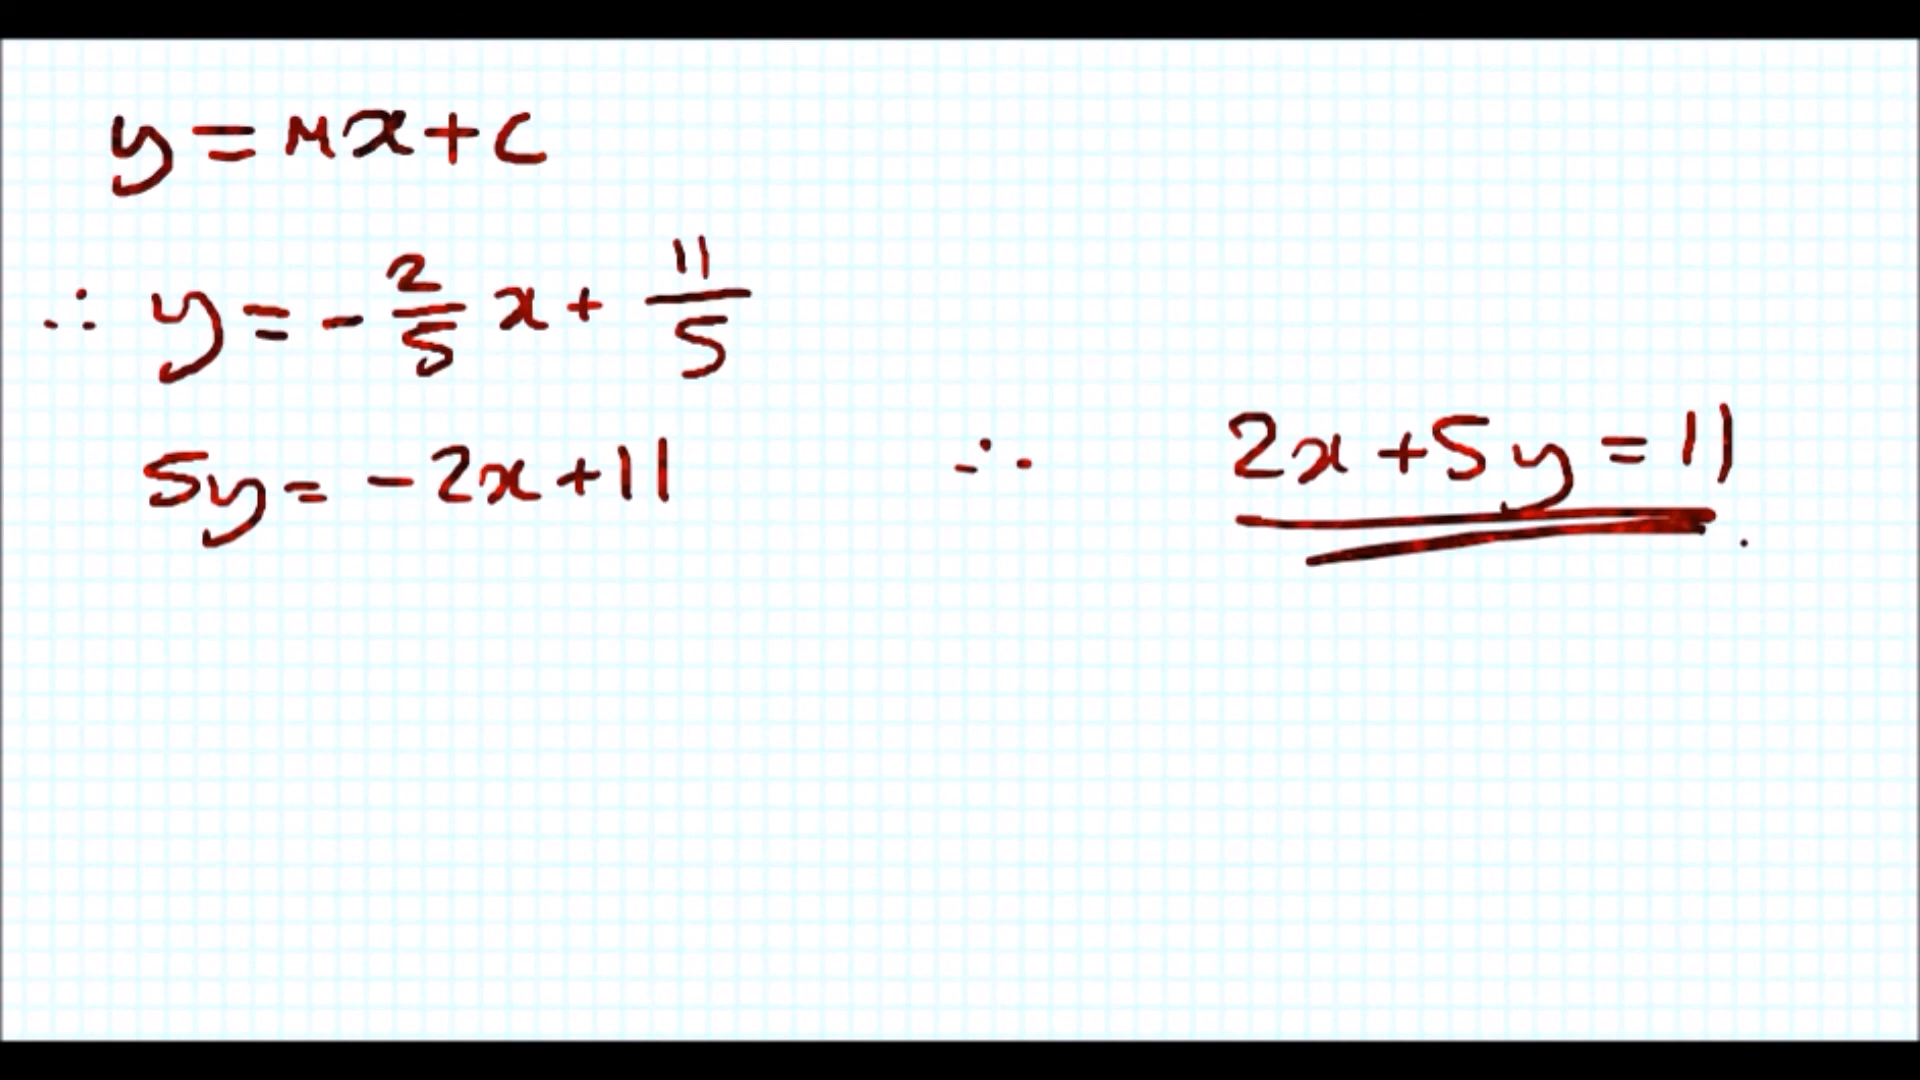 y = mx + c
∴ y = -2/5 x + 11/5
5y = -2x + 11 ∴ 2x + 5y = 11.